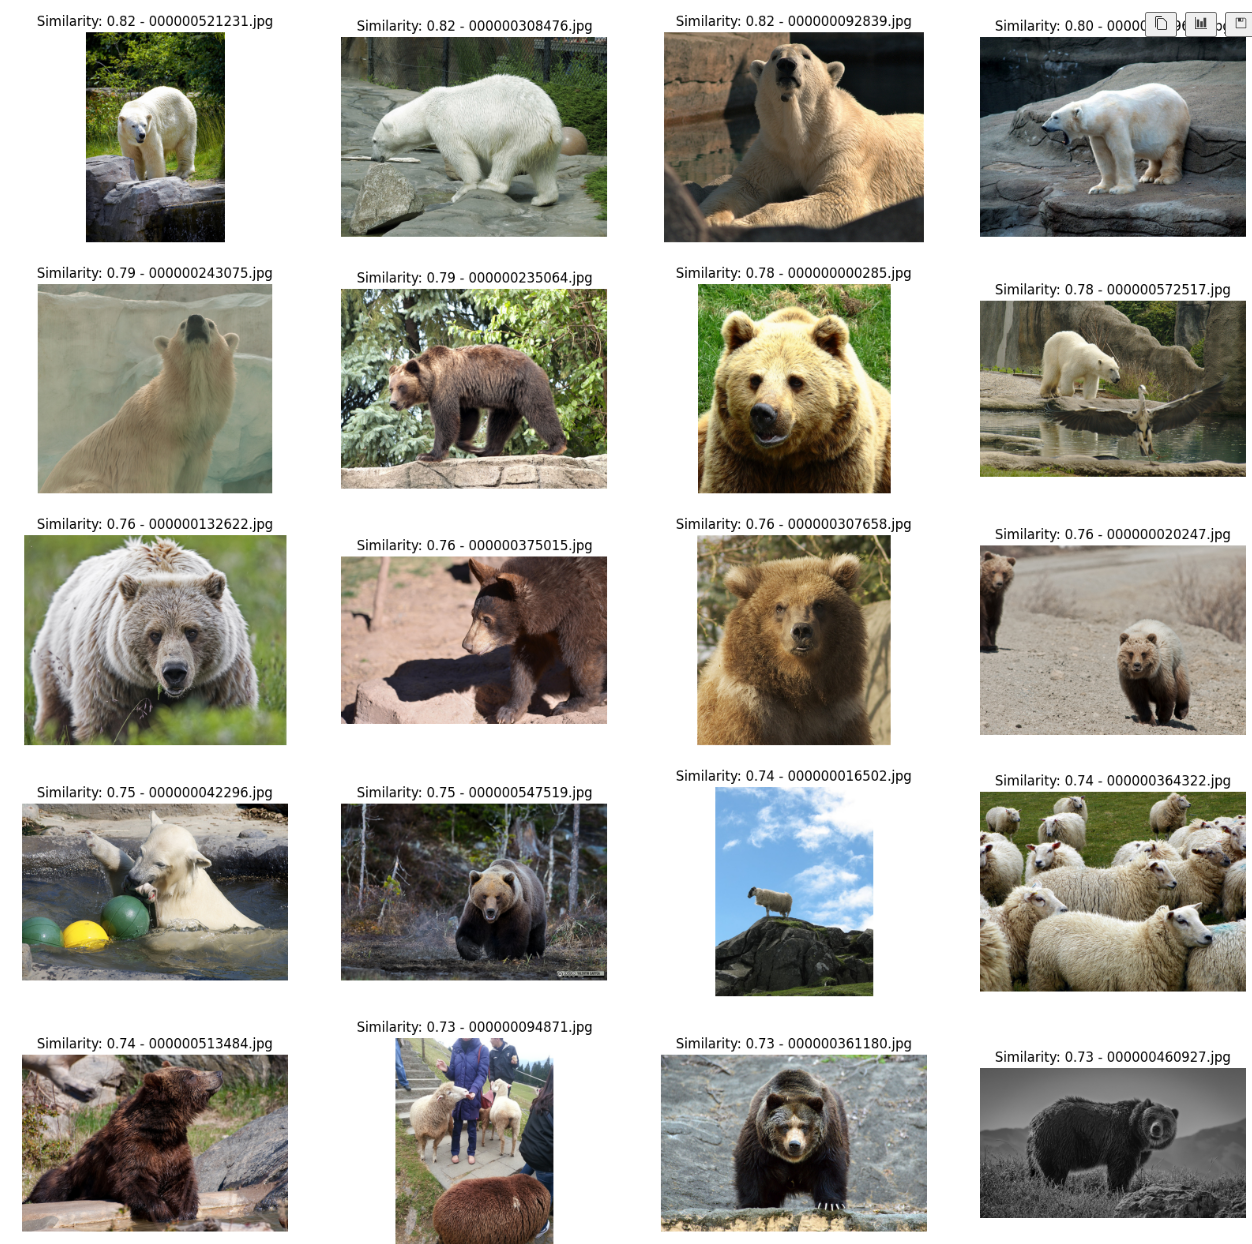 Similarity: 0.82 - 000000521231.jpg
Similarity: 0.82 - 000000308476.jpg
Similarity: 0.82 - 000000092839.jpg
Similarity: 0.80
Similarity: 0.79 - 000000243075.jpg
Similarity: 0.79 - 000000235064.jpg
Similarity: 0.78 - 000000000285.jpg
Similarity: 0.78 - 000000572517.jpg
Similarity: 0.76 - 000000132622.jpg
Similarity: 0.76 - 000000375015.jpg
Similarity: 0.76 - 000000307658.jpg
Similarity: 0.76 - 000000020247.jpg
Similarity: 0.75 - 000000042296.jpg
Similarity: 0.75 - 000000547519.jpg
Similarity: 0.74 - 000000016502.jpg
Similarity: 0.74 - 000000364322.jpg
Similarity: 0.74 - 000000513484.jpg
Similarity: 0.73 - 000000094871.jpg
Similarity: 0.73 - 000000361180.jpg
Similarity: 0.73 - 000000460927.jpg